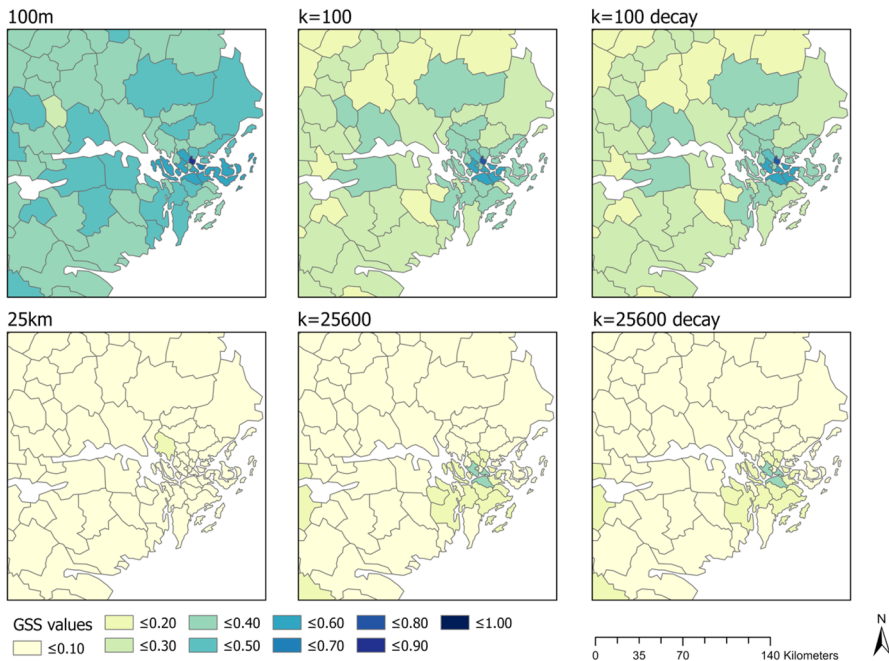 100m
k=100
k=100 decay
25km
k=25600
k=25600 decay
GSS values
≤0.10
≤0.20
≤0.30
≤0.40
≤0.50
≤0.60
≤0.70
≤0.80
≤0.90
≤1.00
0 35 70 140 Kilometers
N